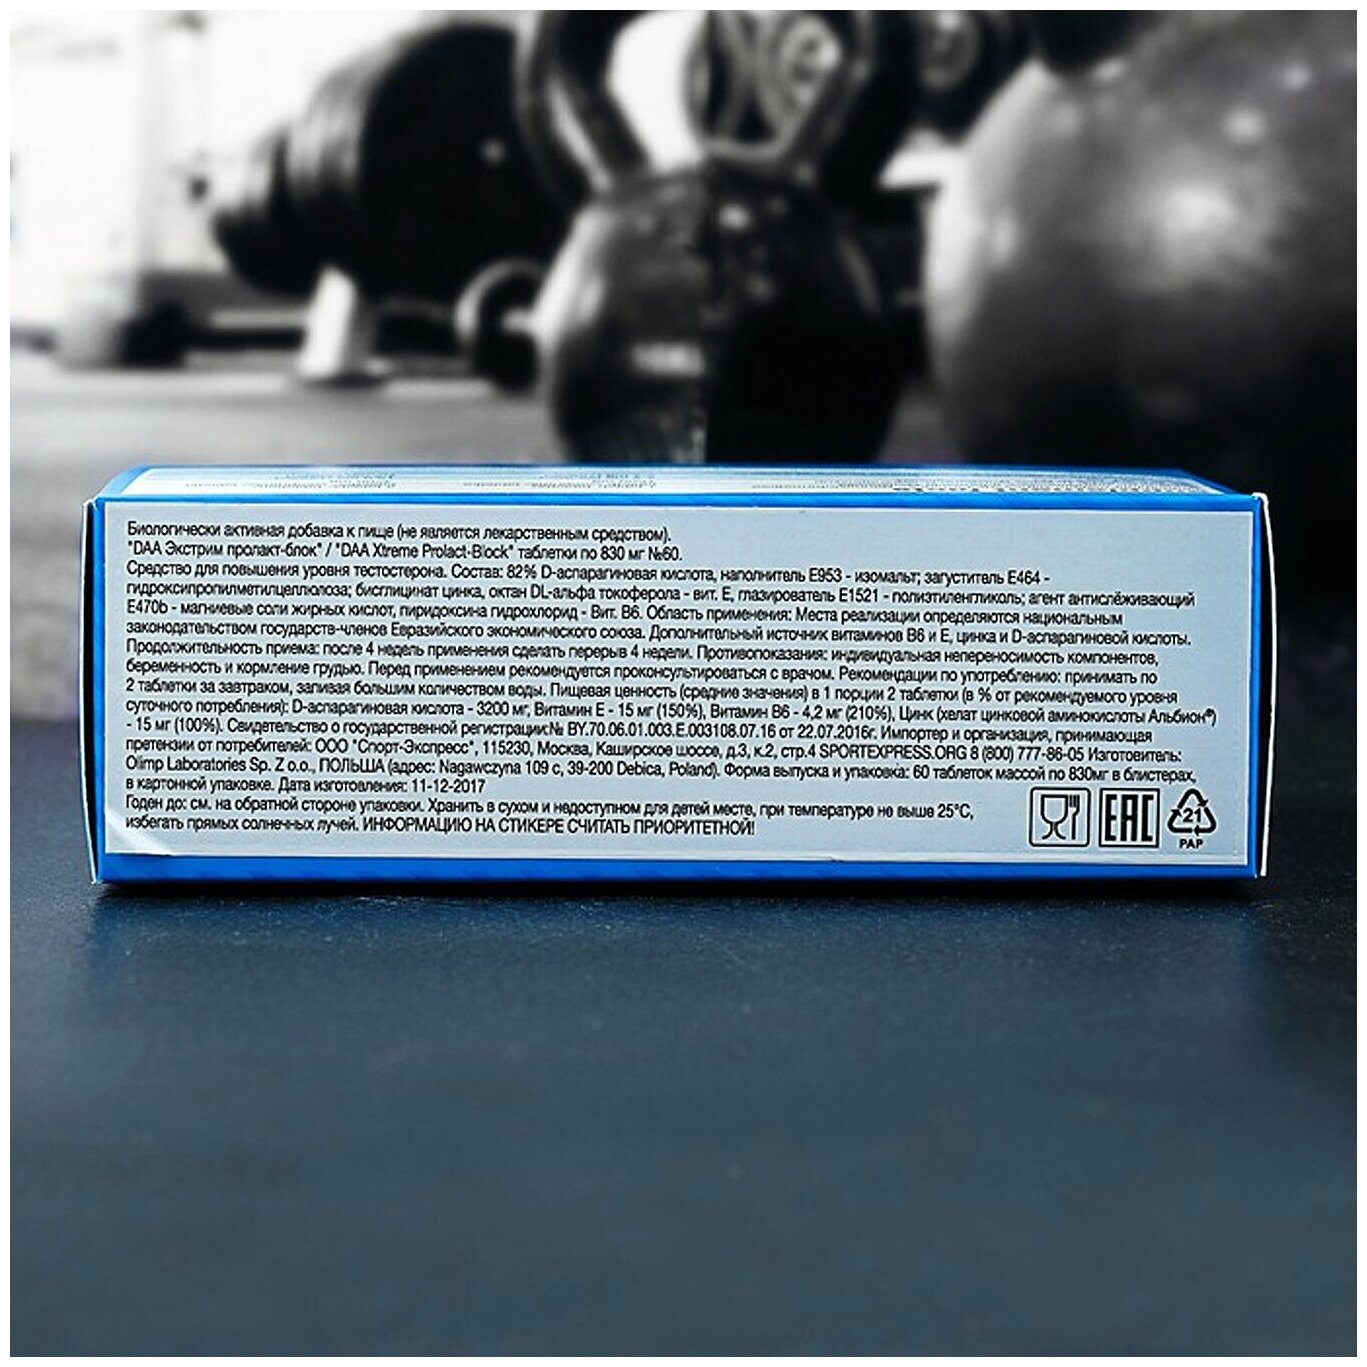 Биологически активная добавка к пище (не является лекарственным средством).
"DAA Экстрим пролакт-блок" / "DAA Xtreme Prolact-Block" таблетки по 830 мг №60.
Средство для повышения уровня тестостерона. Состав: 82% D-аспарагиновая кислота, наполнитель Е953 - изомальт; загуститель Е464 -
гидроксипропилметилцеллюлоза; бисглицинат цинка, октан DL-альфа токоферола - вит. Е, глазирователь Е1521 - полиэтиленгликоль; агент антислёживающий
Е470b - магниевые соли жирных кислот, пиридоксина гидрохлорид - Вит. В6. Область применения: Места реализации определяются национальным
законодательством государств-членов Евразийского экономического союза. Дополнительный источник витаминов В6 и Е, цинка и D-аспарагиновой кислоты.
Продолжительность приема: после 4 недель применения сделать перерыв 4 недели. Противопоказания: индивидуальная непереносимость компонентов,
беременность и кормление грудью. Перед применением рекомендуется проконсультироваться с врачом. Рекомендации по употреблению: принимать по
2 таблетки за завтраком, запивая большим количеством воды. Пищевая ценность (средние значения) в 1 порции 2 таблетки (в % от рекомендуемого уровня
суточного потребления): D-аспарагиновая кислота - 3200 мг, Витамин Е - 15 мг (150%), Витамин В6 - 4,2 мг (210%), Цинк (хелат цинковой аминокислоты Альбион®)
- 15 мг (100%). Свидетельство о государственной регистрации:№ BY.70.06.01.003.Е.003108.07.16 от 22.07.2016г. Импортер и организация, принимающая
претензии от потребителей: ООО "Спорт-Экспресс", 115230, Москва, Каширское шоссе, д.3, к.2, стр.4 SPORTEXPRESS.ORG 8 (800) 777-86-05 Изготовитель:
Olimp Laboratories Sp. Z o.o., ПОЛЬША (адрес: Nagawczyna 109 c, 39-200 Debica, Poland). Форма выпуска и упаковка: 60 таблеток массой по 830мг в блистерах,
в картонной упаковке. Дата изготовления: 11-12-2017
Годен до: см. на обратной стороне упаковки. Хранить в сухом и недоступном для детей месте, при температуре не выше 25°С,
избегать прямых солнечных лучей. ИНФОРМАЦИЮ НА СТИКЕРЕ СЧИТАТЬ ПРИОРИТЕТНОЙ!
EAC
21
PAP